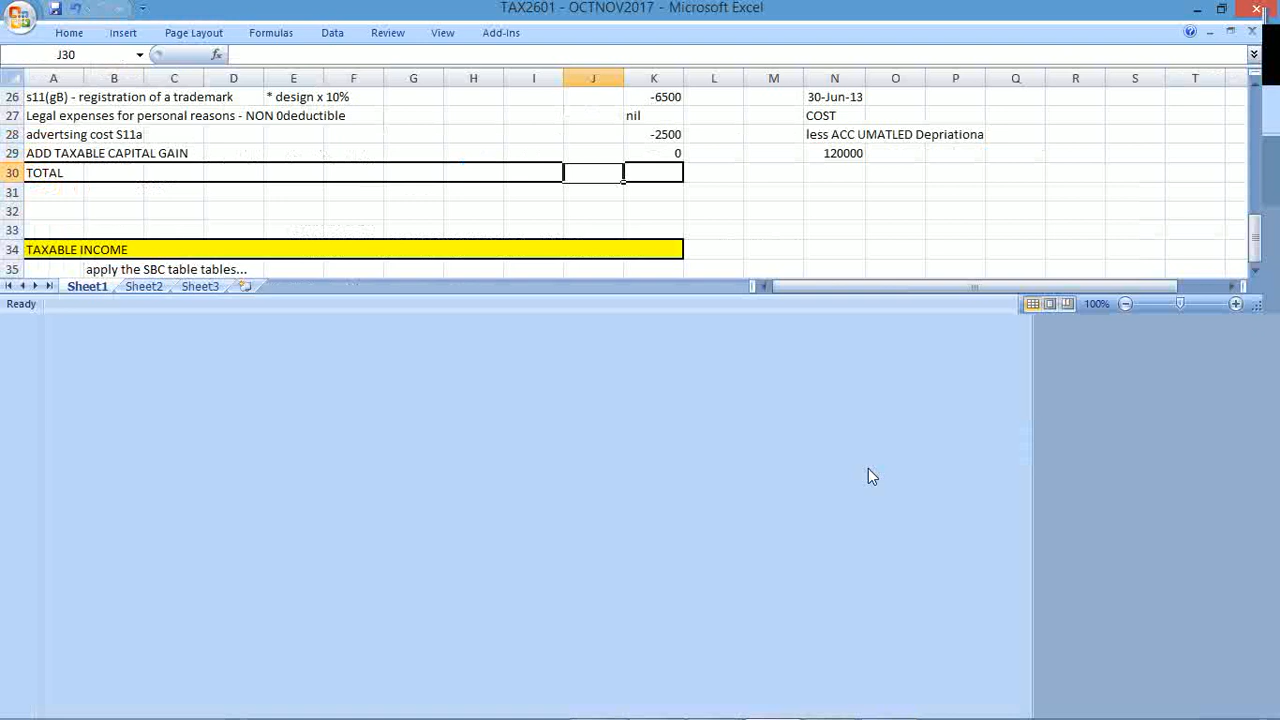 TAX2601 - OCTNOV2017 - Microsoft Excel
Home Insert Page Layout Formulas Data Review View Add-Ins
J30 fx
A B C D E F G H I J K L M N O P Q R S T
26 s11(gB) - registration of a trademark * design x 10% -6500 30-Jun-13
27 Legal expenses for personal reasons - NON 0deductible nil COST
28 advertsing cost S11a -2500 less ACC UMATLED Depriationa
29 ADD TAXABLE CAPITAL GAIN 0 120000
30 TOTAL
31
32
33
34 TAXABLE INCOME
35 apply the SBC table tables...
Sheet1 Sheet2 Sheet3
Ready 100%